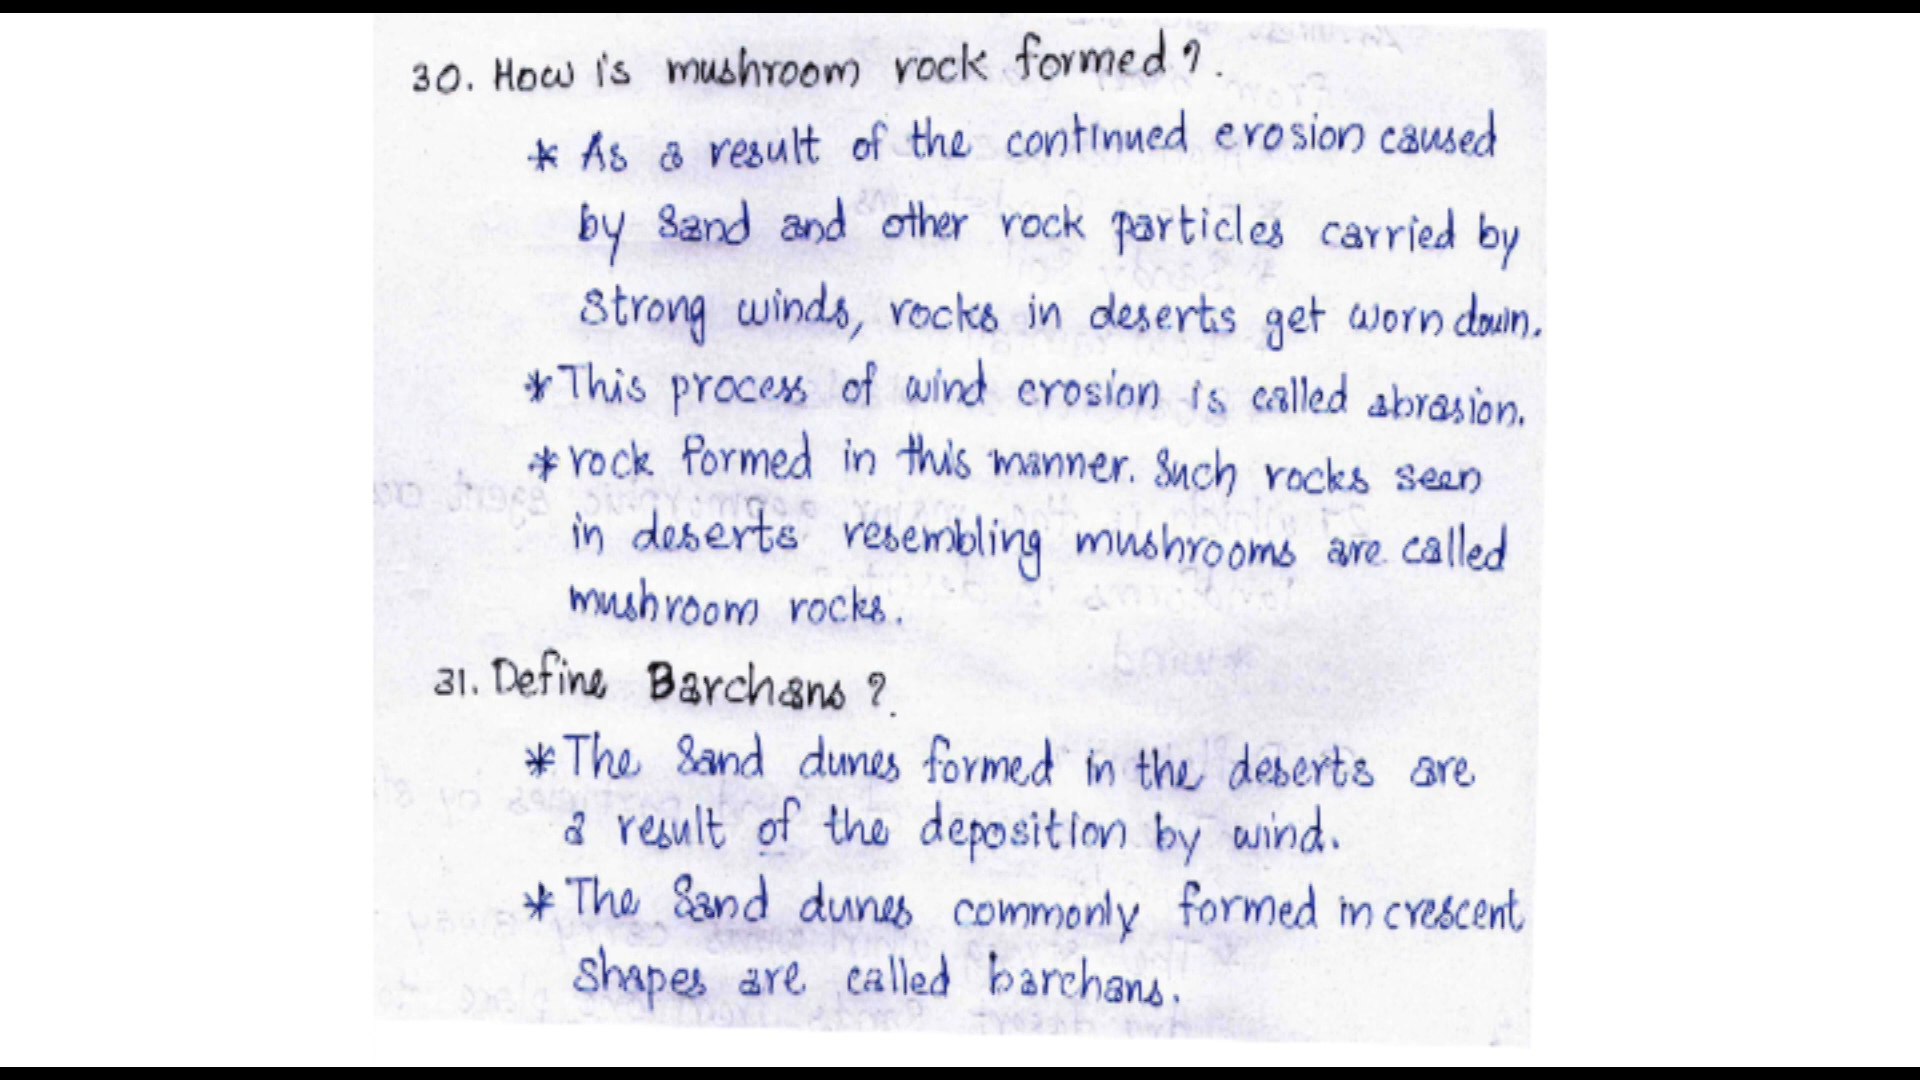 30. How is mushroom rock formed?.
* As a result of the continued erosion caused
by sand and other rock particles carried by
strong winds, rocks in deserts get worn down.
* This process of wind erosion is called abrasion.
* rock formed in this manner. Such rocks seen
in deserts resembling mushrooms are called
mushroom rocks.
31. Define Barchans?.
* The sand dunes formed in the deserts are
a result of the deposition by wind.
* The sand dunes commonly formed in crescent
shapes are called barchans.